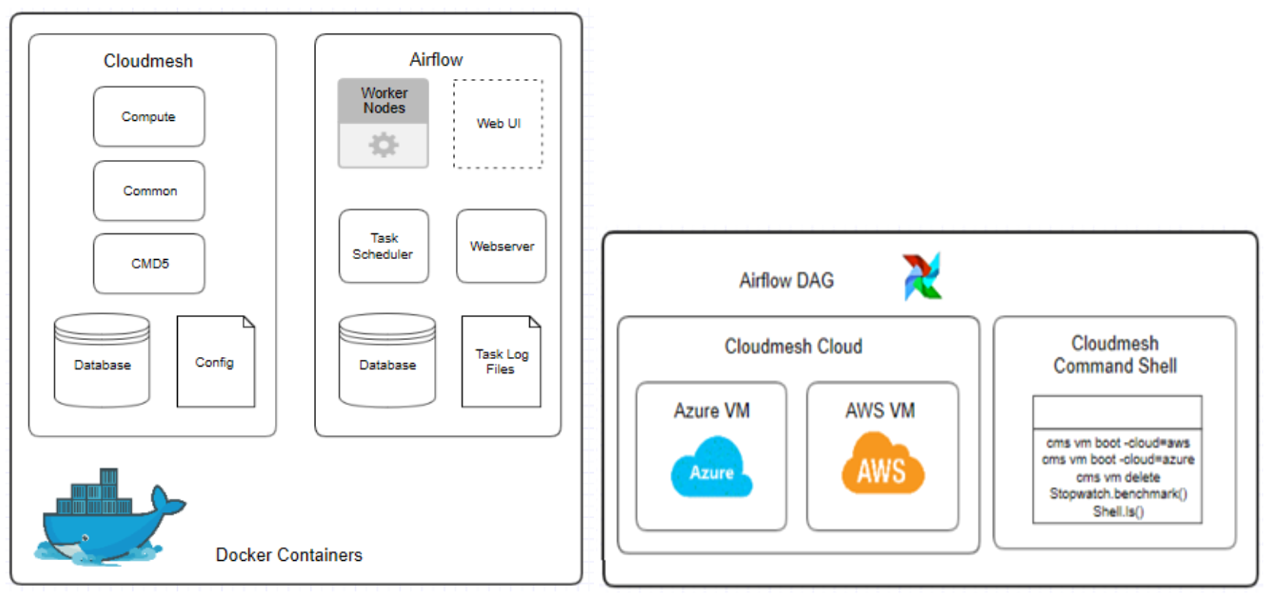 Cloudmesh
Compute
Common
CMD5
Database
Config
Airflow
Worker
Nodes
Web UI
Task
Scheduler
Webserver
Database
Task Log
Files
Docker Containers
Airflow DAG
Cloudmesh Cloud
Azure VM
Azure
AWS VM
AWS
Cloudmesh
Command Shell
cms vm boot -cloud=aws
cms vm boot -cloud=azure
cms vm delete
Stopwatch.benchmark()
Shell.ls()